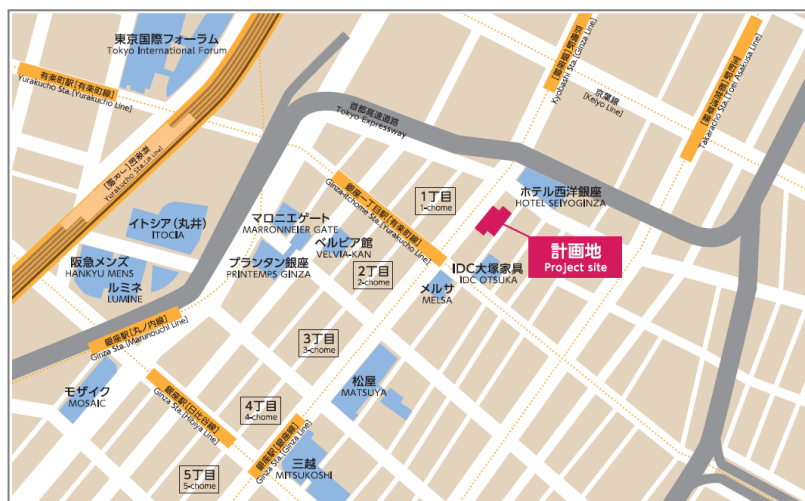 東京国際フォーラム
Tokyo International Forum
有楽町駅[有楽町線]
Yurakucho Sta.[Yurakucho Line]
有楽町駅[JR線]
Yurakucho Sta.[JR Line]
首都高速道路
Tokyo Expressway
京橋駅[銀座線]
Kyobashi Sta.[Ginza Line]
京葉線
[Keiyo Line]
宝町駅[都営浅草線]
Takaracho Sta.[Toei Asakusa Line]
イトシア(丸井)
ITOCIA
阪急メンズ
HANKYU MENS
ルミネ
LUMINE
マロニエゲート
MARRONNEIER GATE
ベルビア館
VELVIA-KAN
プランタン銀座
PRINTEMPS GINZA
銀座一丁目駅[有楽町線]
Ginza-itchome Sta.[Yurakucho Line]
1丁目
1-chome
ホテル西洋銀座
HOTEL SEIYOGINZA
計画地
Project site
2丁目
2-chome
メルサ
MELSA
IDC大塚家具
IDC OTSUKA
銀座駅[丸ノ内線]
Ginza Sta.[Marunouchi Line]
3丁目
3-chome
モザイク
MOSAIC
銀座駅[日比谷線]
Ginza Sta.[Hibiya Line]
4丁目
4-chome
松屋
MATSUYA
銀座駅[銀座線]
Ginza Sta.[Ginza Line]
三越
MITSUKOSHI
5丁目
5-chome